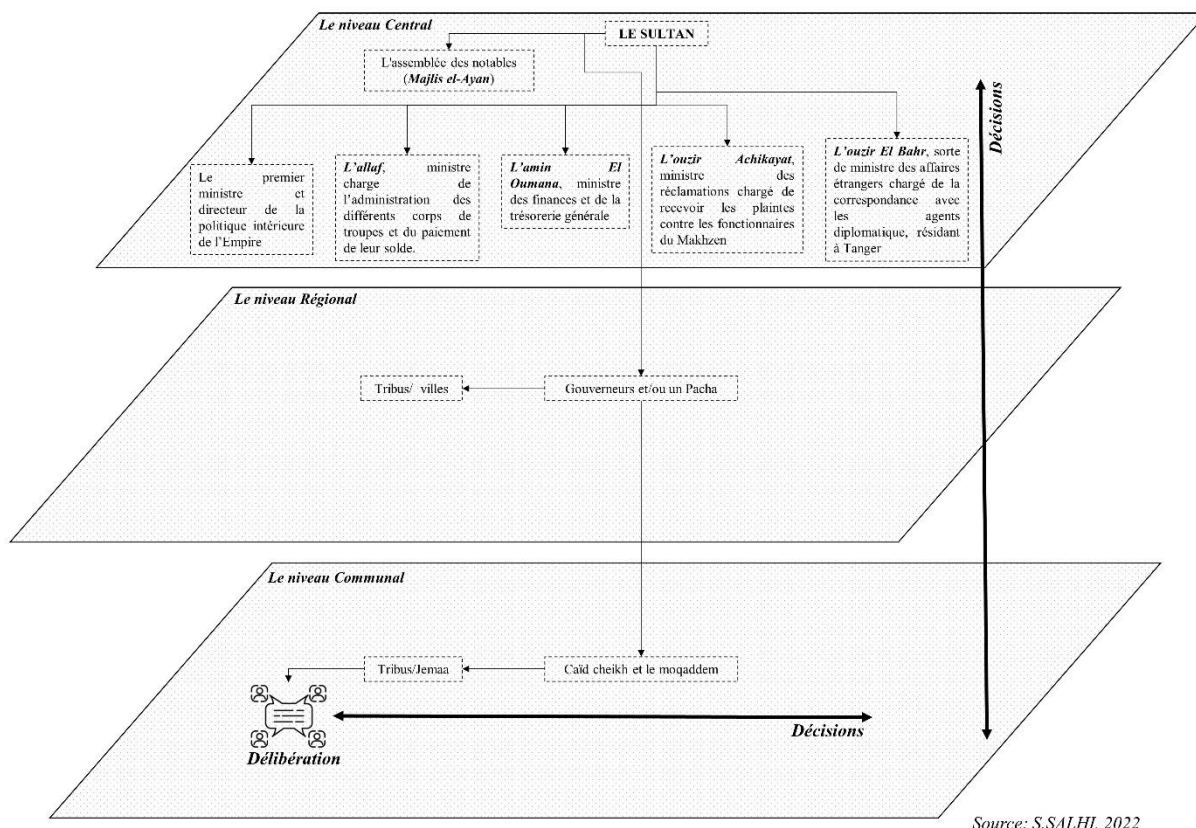 Le niveau Central
LE SULTAN
L'assemblée des notables
(Majlis el-Ayan)
Décisions
Le premier
ministre et
directeur de la
politique intérieure
de l'Empire
L'allaf, ministre
charge de
l'administration des
différents corps de
troupes et du paiement
de leur solde.
L'amin El
Oumana, ministre
des finances et de la
trésorerie générale
L'ouzir Achikayat,
ministre des
réclamations chargé de
recevoir les plaintes
contre les fonctionnaires
du Makhzen
L'ouzir El Bahr, sorte
de ministre des affaires
étrangers chargé de la
correspondance avec
les agents
diplomatique, résidant
à Tanger
Le niveau Régional
Tribus/ villes
Gouverneurs et/ou un Pacha
Le niveau Communal
Tribus/Jemaa
Caïd cheikh et le moqaddem
Délibération
Décisions
Source: S.SALHI, 2022